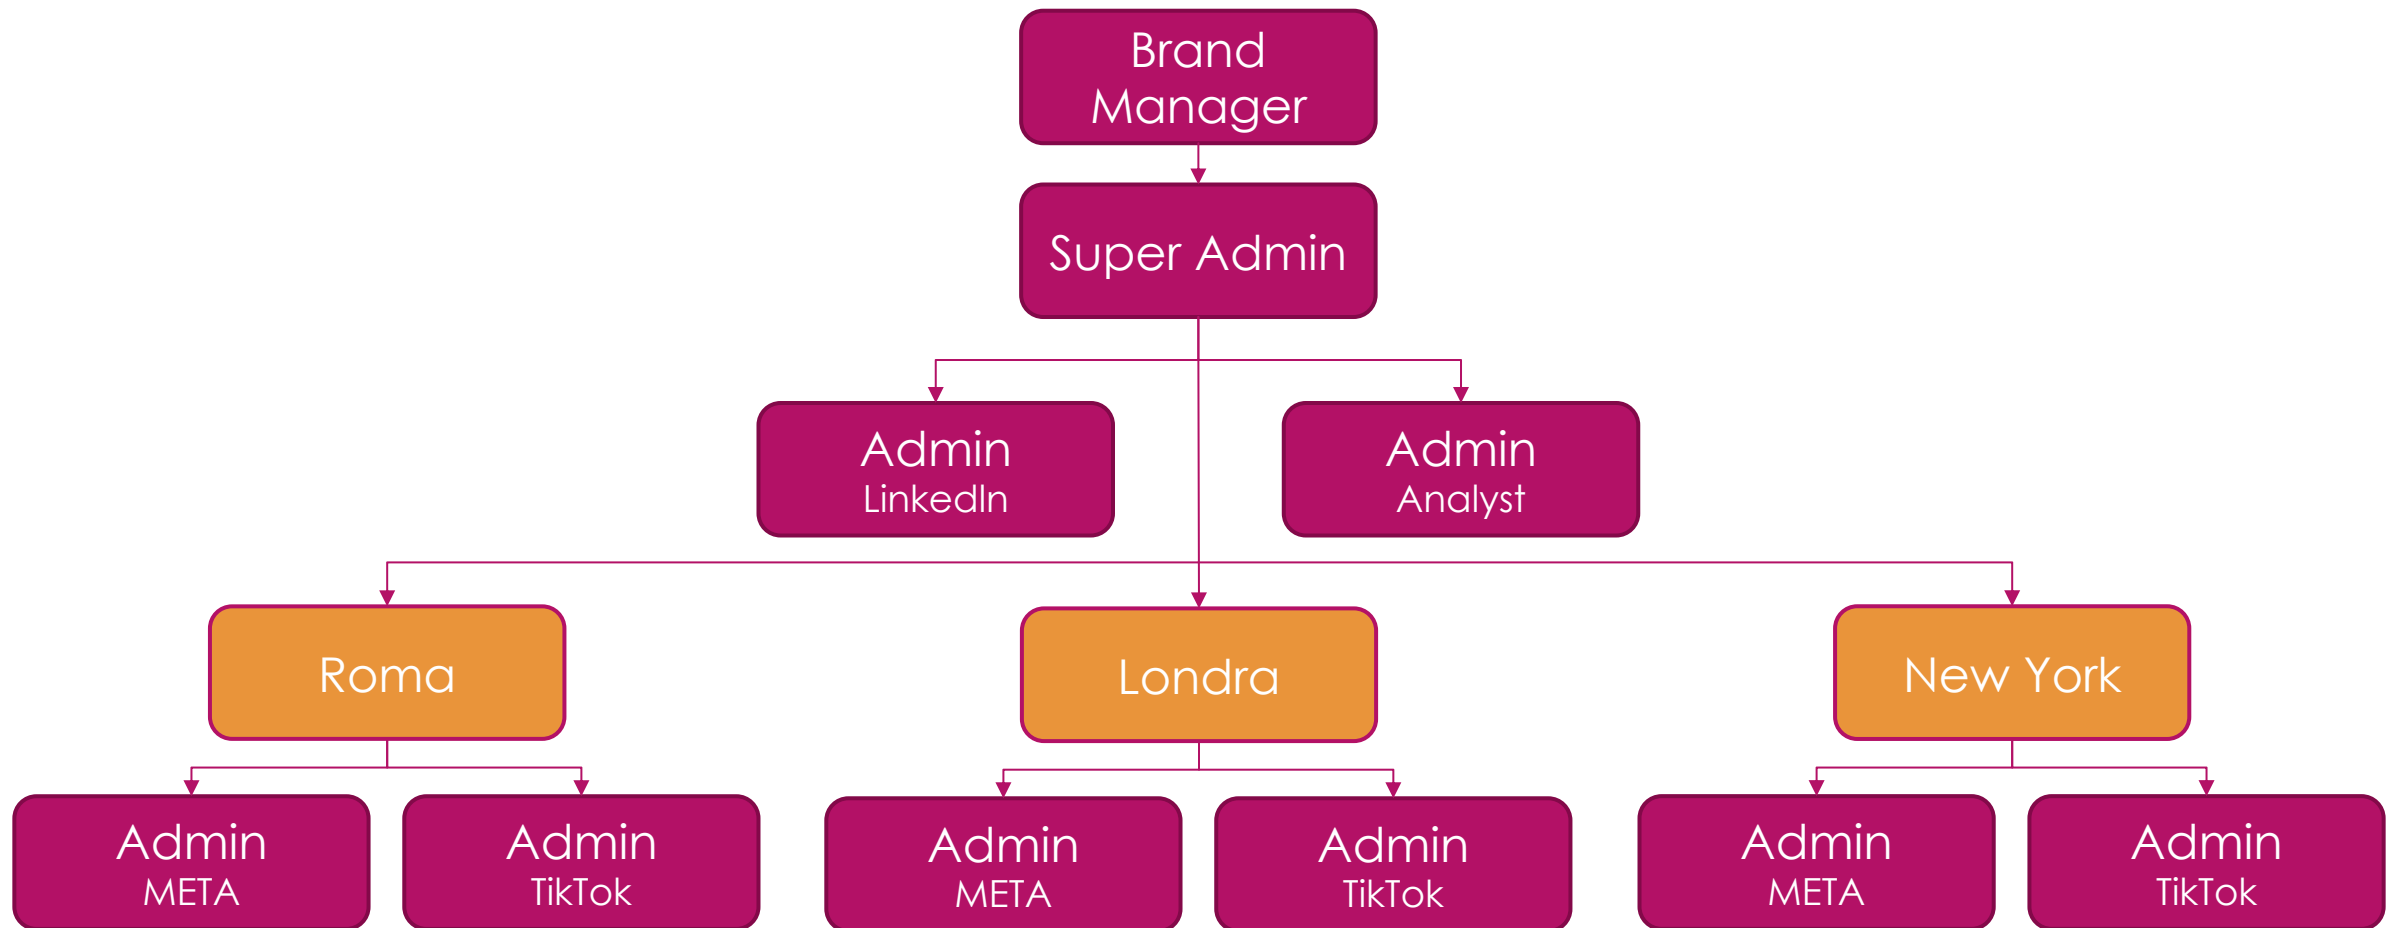 Brand
Manager
Super Admin
Admin
LinkedIn
Admin
Analyst
Roma
Londra
New York
Admin
META
Admin
TikTok
Admin
META
Admin
TikTok
Admin
META
Admin
TikTok